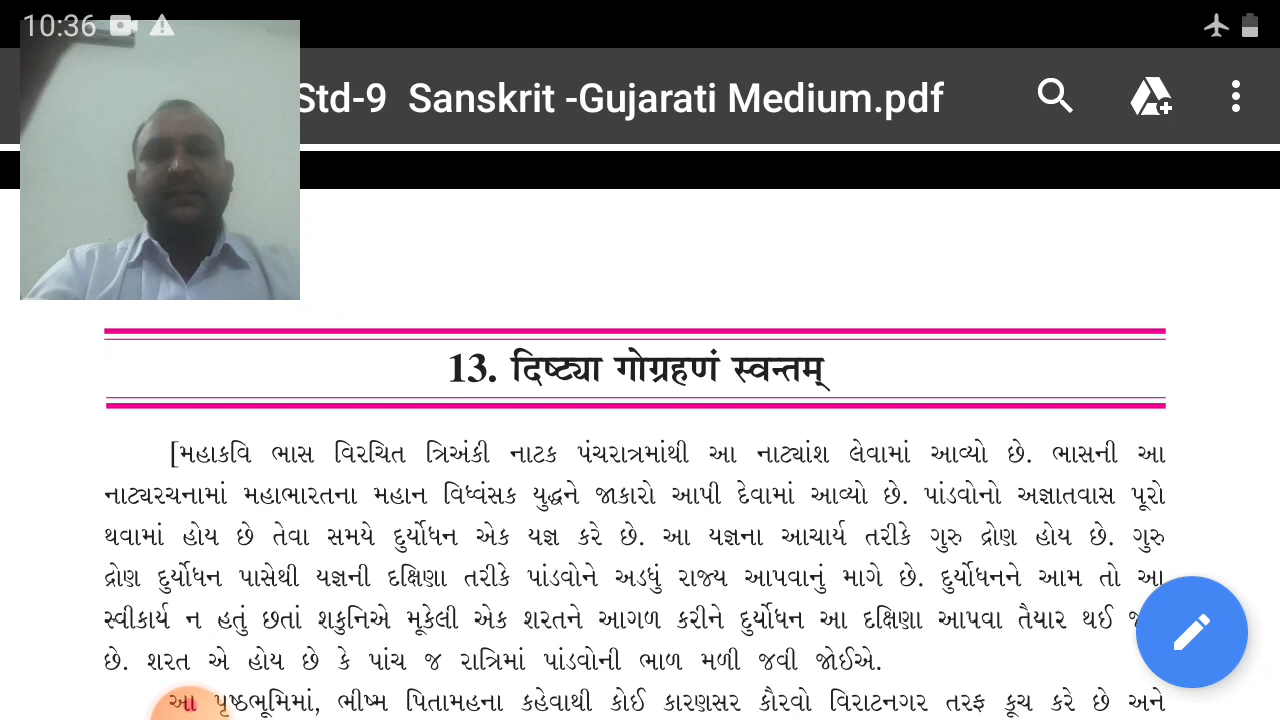 10:36
Std-9 Sanskrit -Gujarati Medium.pdf
13. दिष्ट्या गोग्रहणं स्वन्तम्
[મહાકવિ ભાસ વિરચિત ત્રિઅંકી નાટક પંચરાત્રમાંથી આ નાટ્યાંશ લેવામાં આવ્યો છે. ભાસની આ
નાટ્યરચનામાં મહાભારતના મહાન વિધ્વંસક યુદ્ધને જાકારો આપી દેવામાં આવ્યો છે. પાંડવોનો અજ્ઞાતવાસ પૂરો
થવામાં હોય છે તેવા સમયે દુર્યોધન એક યજ્ઞ કરે છે. આ યજ્ઞના આચાર્ય તરીકે ગુરુ દ્રોણ હોય છે. ગુરુ
દ્રોણ દુર્યોધન પાસેથી યજ્ઞની દક્ષિણા તરીકે પાંડવોને અડધું રાજ્ય આપવાનું માગે છે. દુર્યોધનને આમ તો આ
સ્વીકાર્ય ન હતું છતાં શકુનિએ મૂકેલી એક શરતને આગળ કરીને દુર્યોધન આ દક્ષિણા આપવા તૈયાર થઈ
છે. શરત એ હોય છે કે પાંચ જ રાત્રિમાં પાંડવોની ભાળ મળી જવી જોઈએ.
આ પૃષ્ઠભૂમિમાં, ભીષ્મ પિતામહના કહેવાથી કોઈ કારણસર કૌરવો વિરાટનગર તરફ કૂચ કરે છે અને